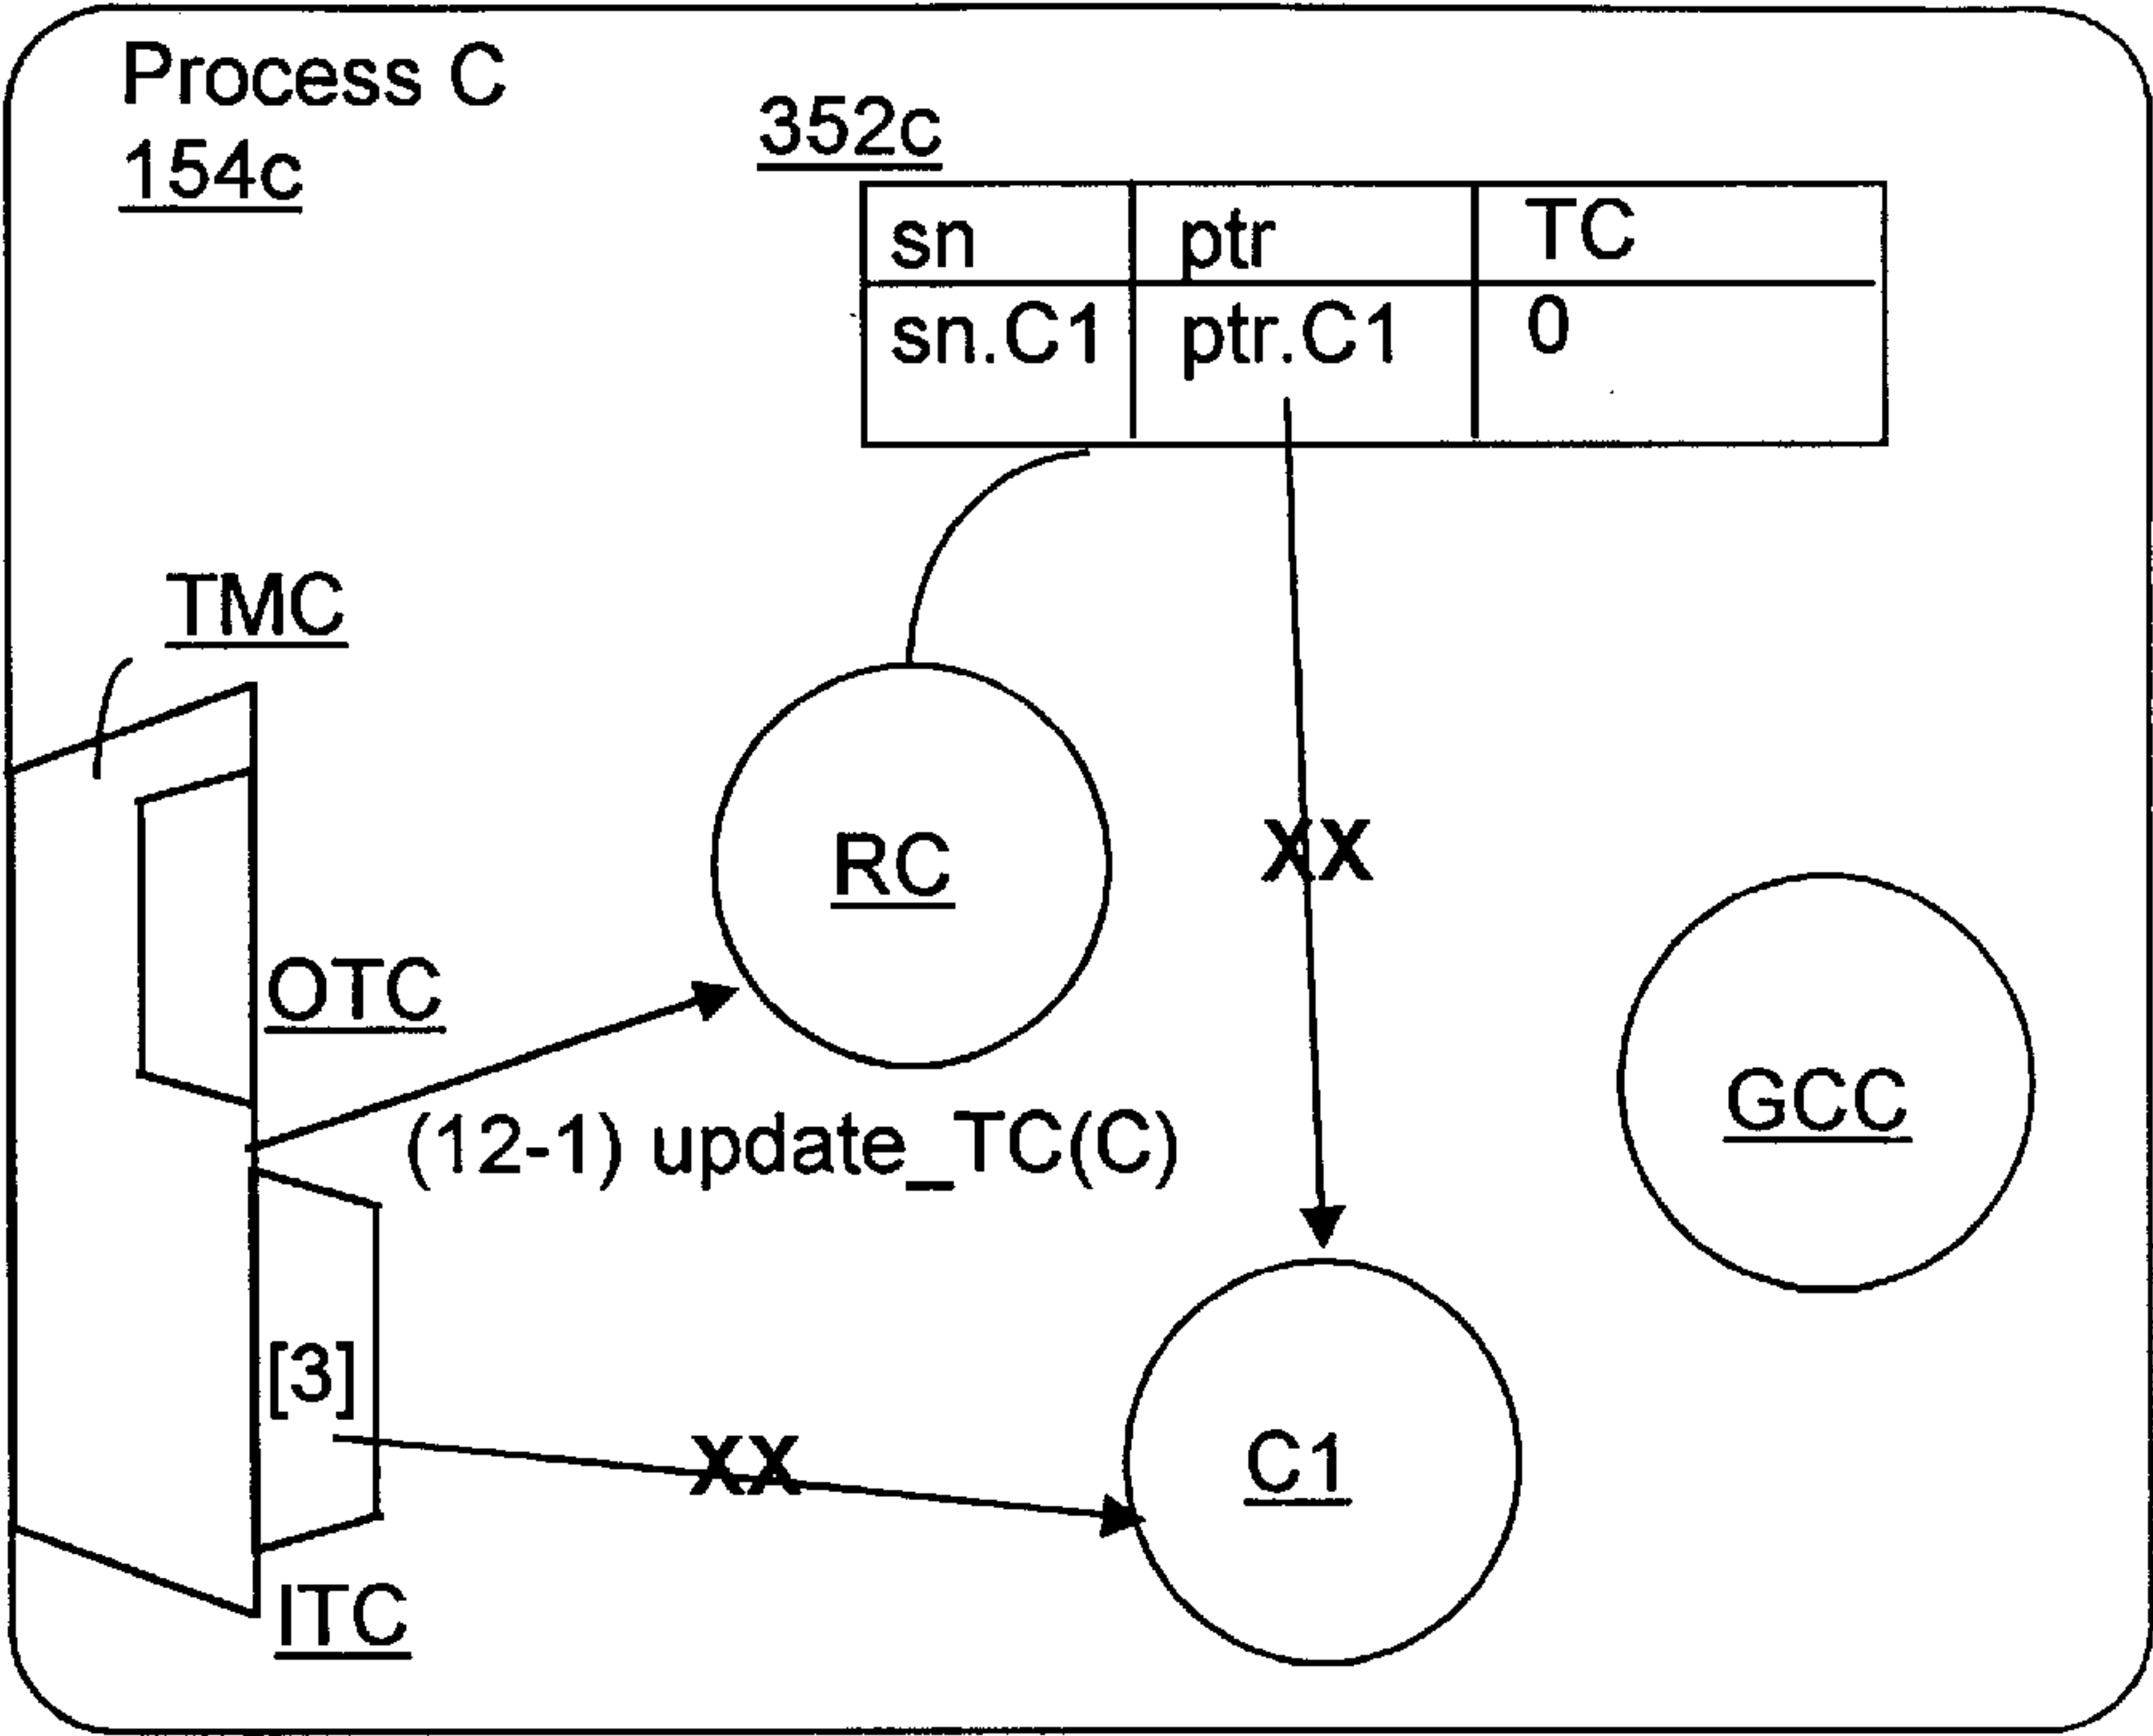 Process C
154c
352c
sn ptr TC
sn.C1 ptr.C1 0
TMC
RC
XX
OTC
GCC
(12-1) update_TC(C)
[3]
XX
C1
ITC